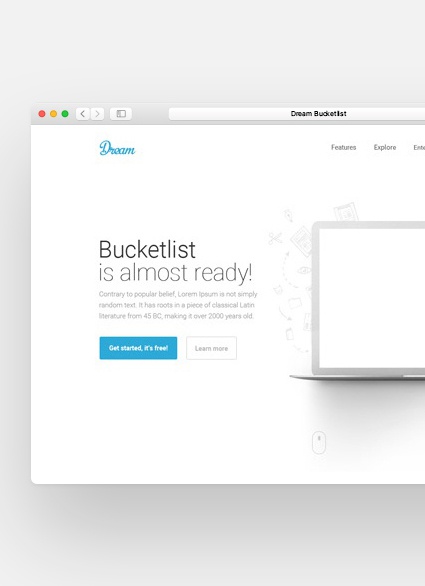 Dream Bucketlist
Dream
Features Explore
Bucketlist
is almost ready!
Contrary to popular belief, Lorem Ipsum is not simply
random text. It has roots in a piece of classical Latin
literature from 45 BC, making it over 2000 years old.
Get started, it's free! Learn more